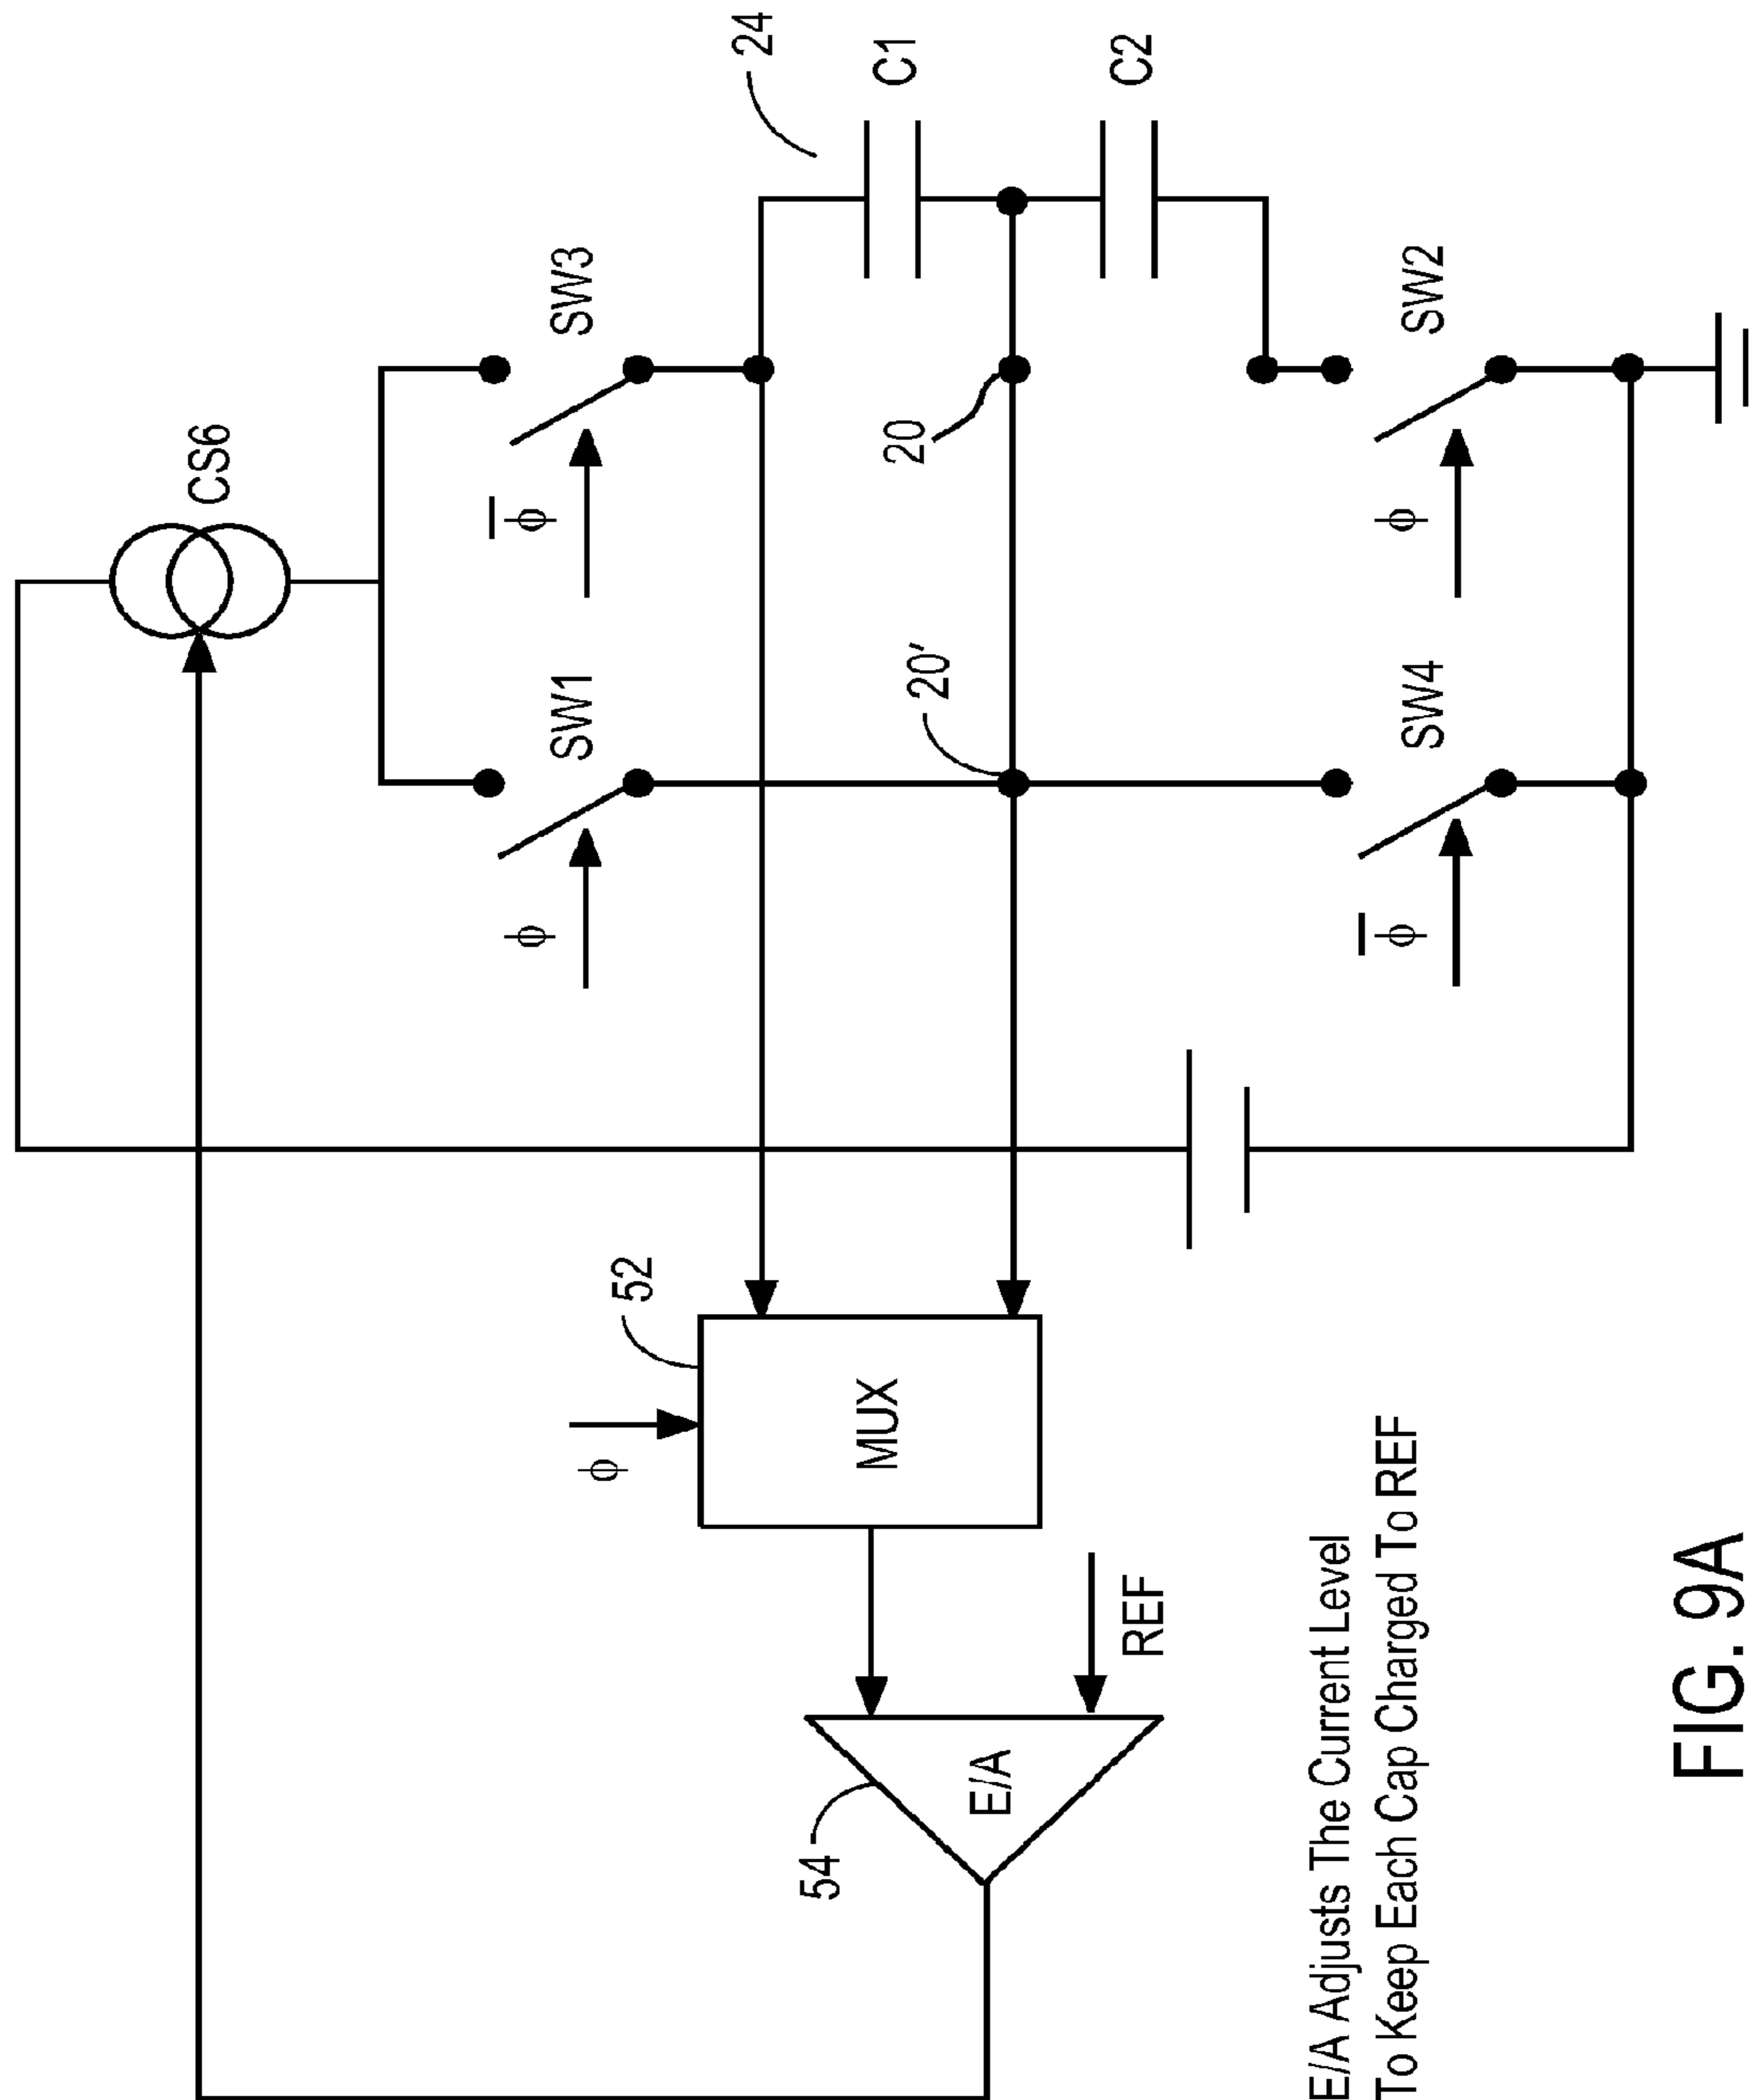 24
C1
C2
CS6
SW3
ϕ̅
20
SW2
ϕ
SW1
ϕ
20'
SW4
ϕ̅
52
ϕ
MUX
REF
54
E/A
E/A Adjusts The Current Level
To Keep Each Cap Charged To REF
FIG. 9A